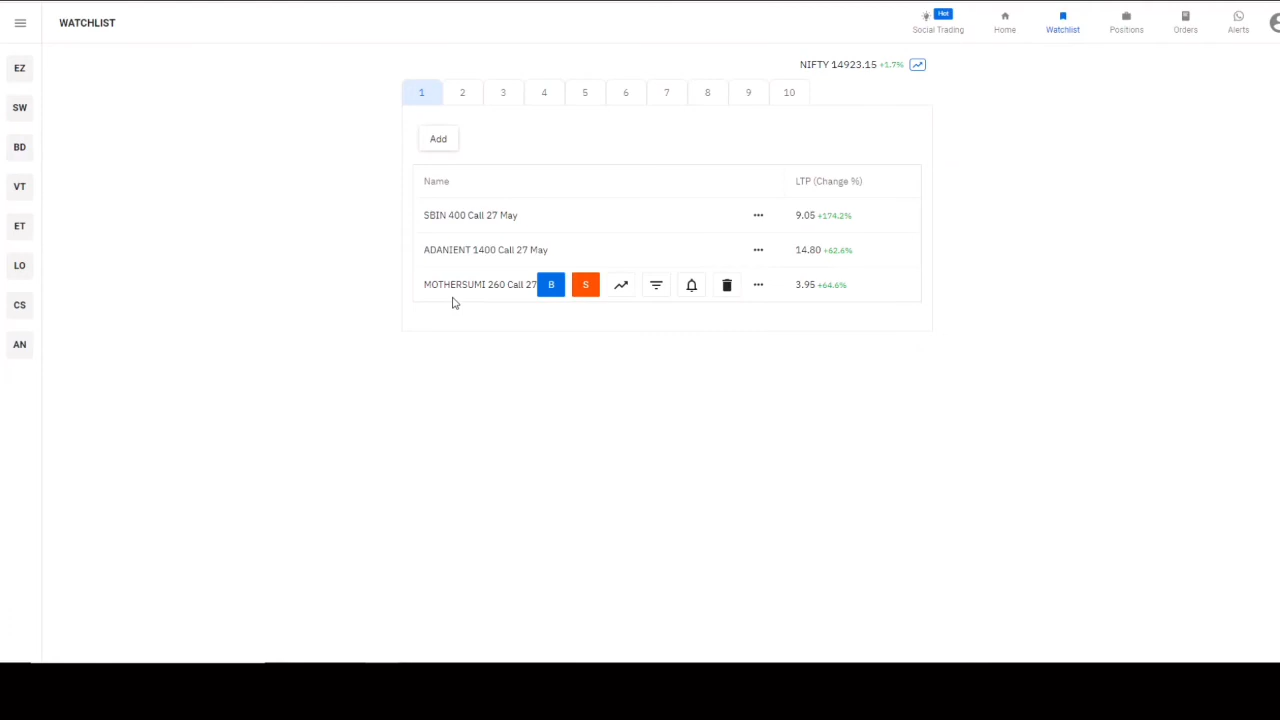 WATCHLIST
Hot
Social Trading
Home
Watchlist
Positions
Orders
Alerts
EZ
SW
BD
VT
ET
LO
CS
AN
NIFTY 14923.15 +1.7%
1 2 3 4 5 6 7 8 9 10
Add
Name LTP (Change %)
SBIN 400 Call 27 May 9.05 +174.2%
ADANIENT 1400 Call 27 May 14.80 +62.6%
MOTHERSUMI 260 Call 27 B S 3.95 +64.6%